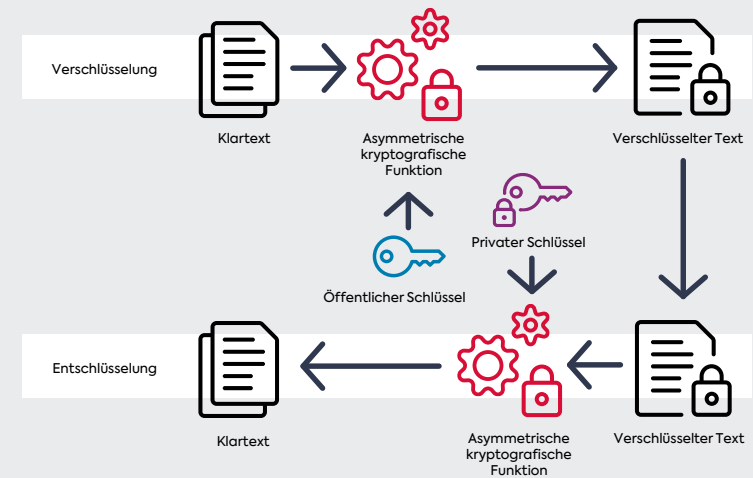 Verschlüsselung
Klartext
Asymmetrische
kryptografische
Funktion
Verschlüsselter Text
Privater Schlüssel
Öffentlicher Schlüssel
Entschlüsselung
Klartext
Asymmetrische
kryptografische
Funktion
Verschlüsselter Text